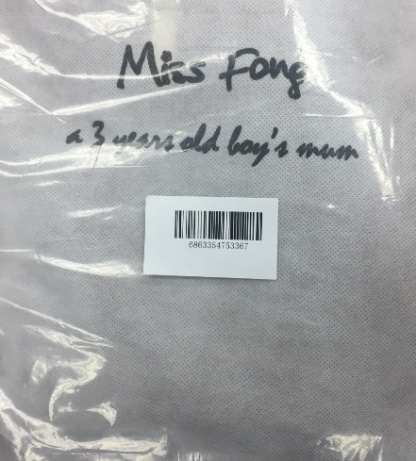 Miss Fong
a 3 years old boy's mum
6863354753367